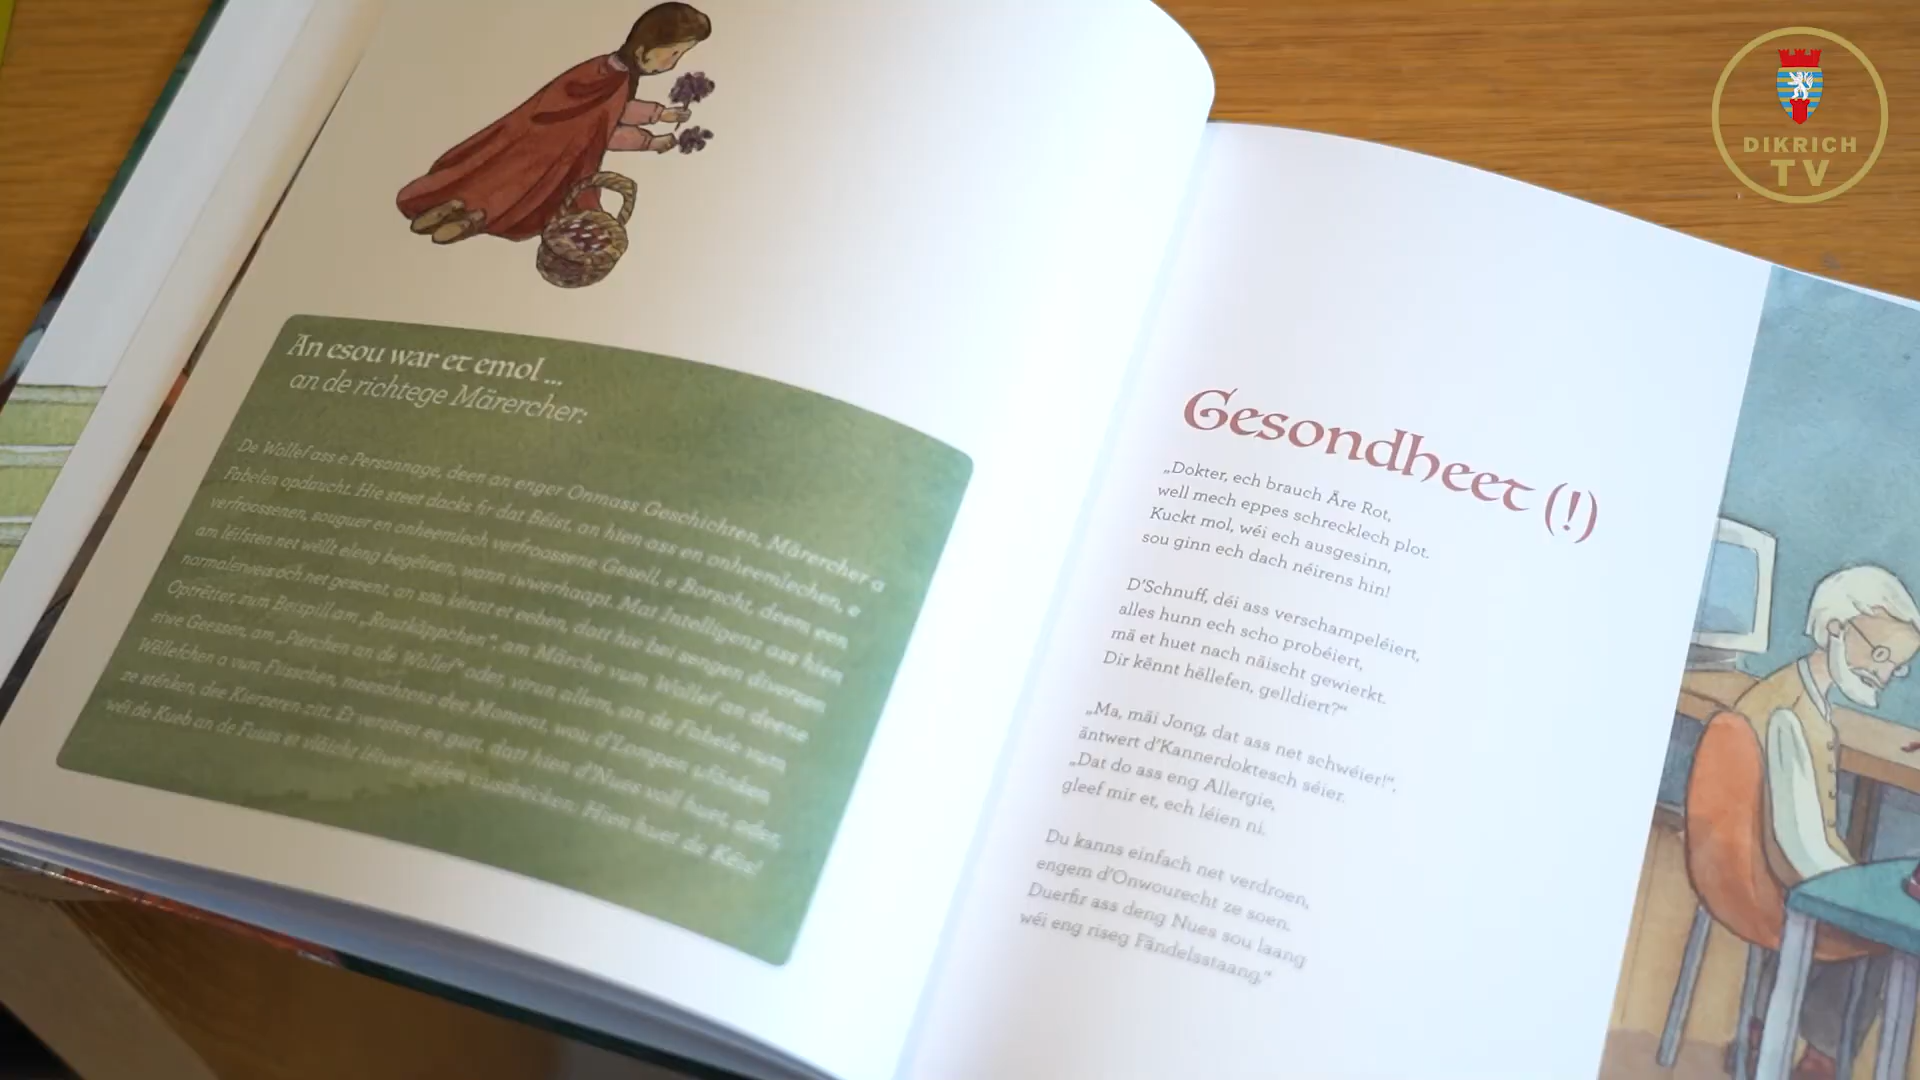 An esou war et emol ...
an de richtege Märercher:
De Wollef ass e Personnage, deen an enger Onmass Geschichten, Märercher a
Fabelen opdaucht. Hie steet dacks fir dat Béist, an hien ass en onheemlechen, e
verfroossenen, souguer en onheemlech verfroossene Gesell, e Borscht, deem een
am léifsten net wëllt eleng begéinen, wann iwwerhaapt. Mat Intelligenz ass hien
normalerweis och net geseent, an sou kënnt et eeben, datt hie bei sengen diversen
Optrëtter, zum Beispill am „Routkäppchen“, am Märche vum Wollef an deene
siwe Geessen, am „Pierchen an de Wollef“ oder, virun allem, an de Fabele vum
Wëllefchen a vum Fiisschen, meeschtens dee Moment, wou d'Lompen ufänken
ze sténken, dee Kierzeren zitt. Et versteet ee gutt, datt hien d'Nues voll huet, oder,
wéi de Kueb an de Fuuss et vläicht léiwer géifen ausdrécken: Hien huet de Kéis!
Gesondheet (!)
„Dokter, ech brauch Äre Rot,
well mech eppes schrecklech plot.
Kuckt mol, wéi ech ausgesinn,
sou ginn ech dach néirens hin!
D'Schnuff, déi ass verschampeléiert,
alles hunn ech scho probéiert,
mä et huet nach näischt gewierkt.
Dir kënnt hëllefen, gelldiert?“
„Ma, mäi Jong, dat ass net schwéier!“,
äntwert d'Kannerdoktesch séier.
„Dat do ass eng Allergie,
gleef mir et, ech léien ni.
Du kanns einfach net verdroen,
engem d'Onwourecht ze soen.
Duerfir ass deng Nues sou laang
wéi eng riseg Fändelsstaang.“
DIKRICH
TV